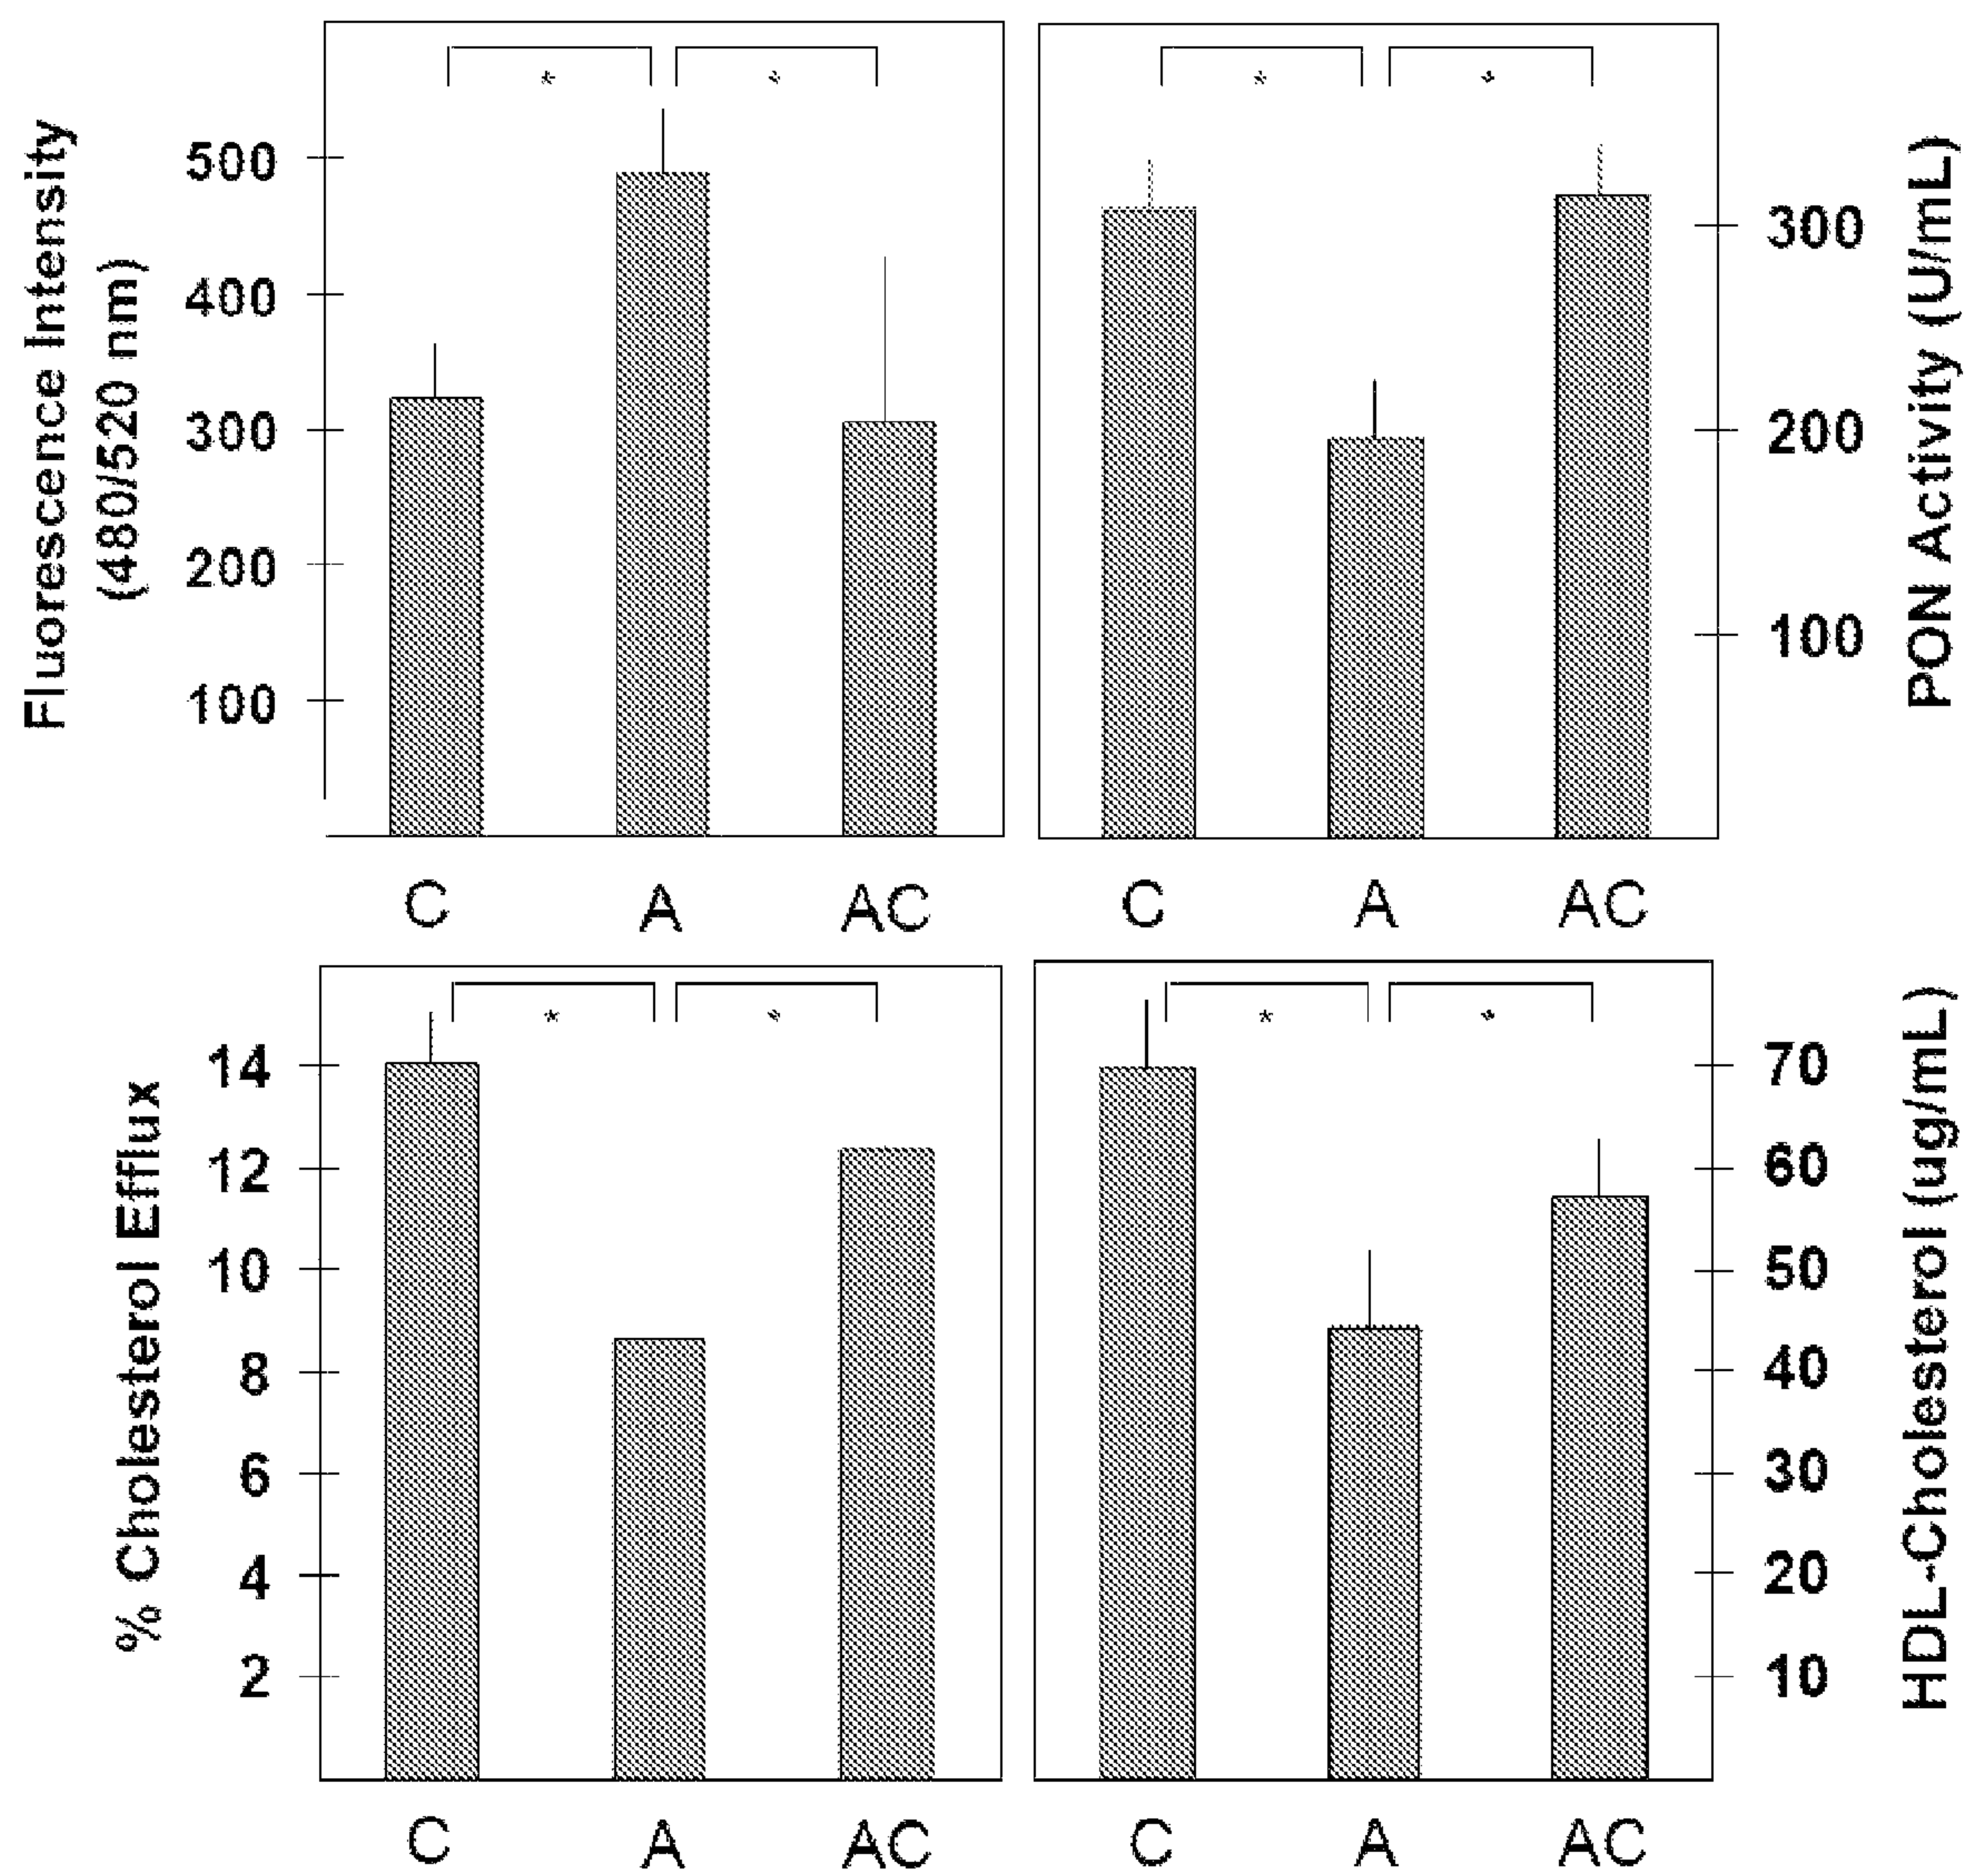 Fluorescence Intensity
(480/520 nm)
500
400
300
200
100
* *
C A AC
* *
300
200
100
PON Activity (U/mL)
C A AC
% Cholesterol Efflux
14
12
10
8
6
4
2
* *
C A AC
* *
70
60
50
40
30
20
10
HDL-Cholesterol (ug/mL)
C A AC